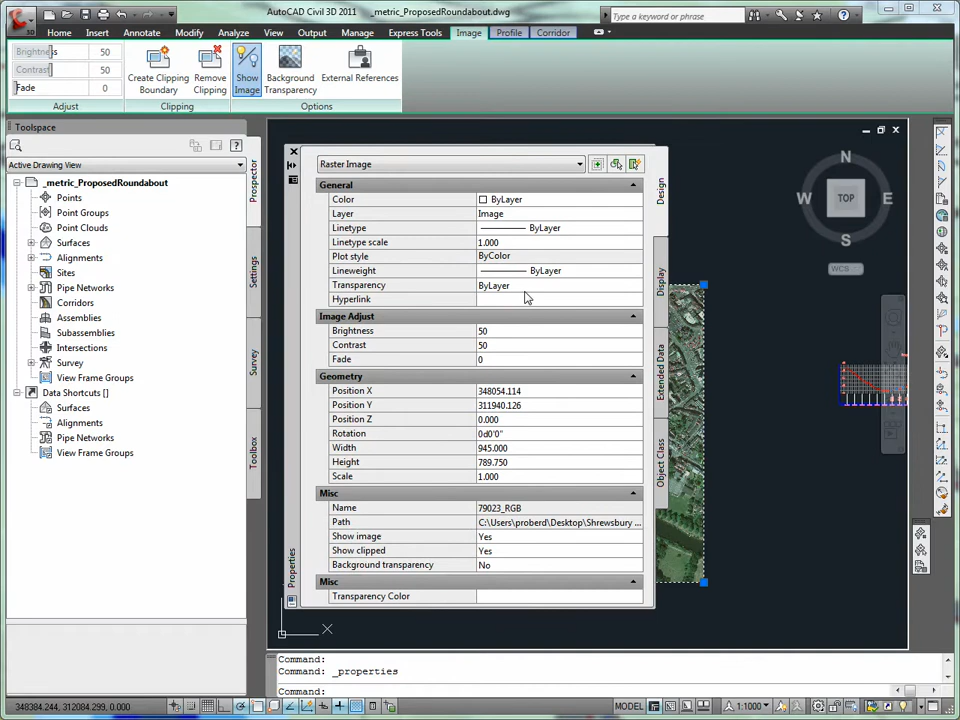 AutoCAD Civil 3D 2011 _metric_ProposedRoundabout.dwg
Type a keyword or phrase
Home Insert Annotate Modify Analyze View Output Manage Express Tools Image Profile Corridor
Brightness 50
Contrast 50
Fade 0
Create Clipping Boundary
Remove Clipping
Show Image
Background Transparency
External References
Adjust Clipping Options
Toolspace
Active Drawing View
_metric_ProposedRoundabout
Points
Point Groups
Point Clouds
Surfaces
Alignments
Sites
Pipe Networks
Corridors
Assemblies
Subassemblies
Intersections
Survey
View Frame Groups
Data Shortcuts []
Surfaces
Alignments
Pipe Networks
View Frame Groups
Prospector
Settings
Survey
Toolbox
Raster Image
General
Color ByLayer
Layer Image
Linetype ByLayer
Linetype scale 1.000
Plot style ByColor
Lineweight ByLayer
Transparency ByLayer
Hyperlink
Image Adjust
Brightness 50
Contrast 50
Fade 0
Geometry
Position X 348054.114
Position Y 311940.126
Position Z 0.000
Rotation 0d0'0"
Width 945.000
Height 789.750
Scale 1.000
Misc
Name 79023_RGB
Path C:\Users\proberd\Desktop\Shrewsbury ...
Show image Yes
Show clipped Yes
Background transparency No
Misc
Transparency Color
Properties
Design
Display
Extended Data
Object Class
N
W TOP E
S
WCS
X
Command:
Command: _properties
Command:
348384.244, 312084.299, 0.000
MODEL
1:1000